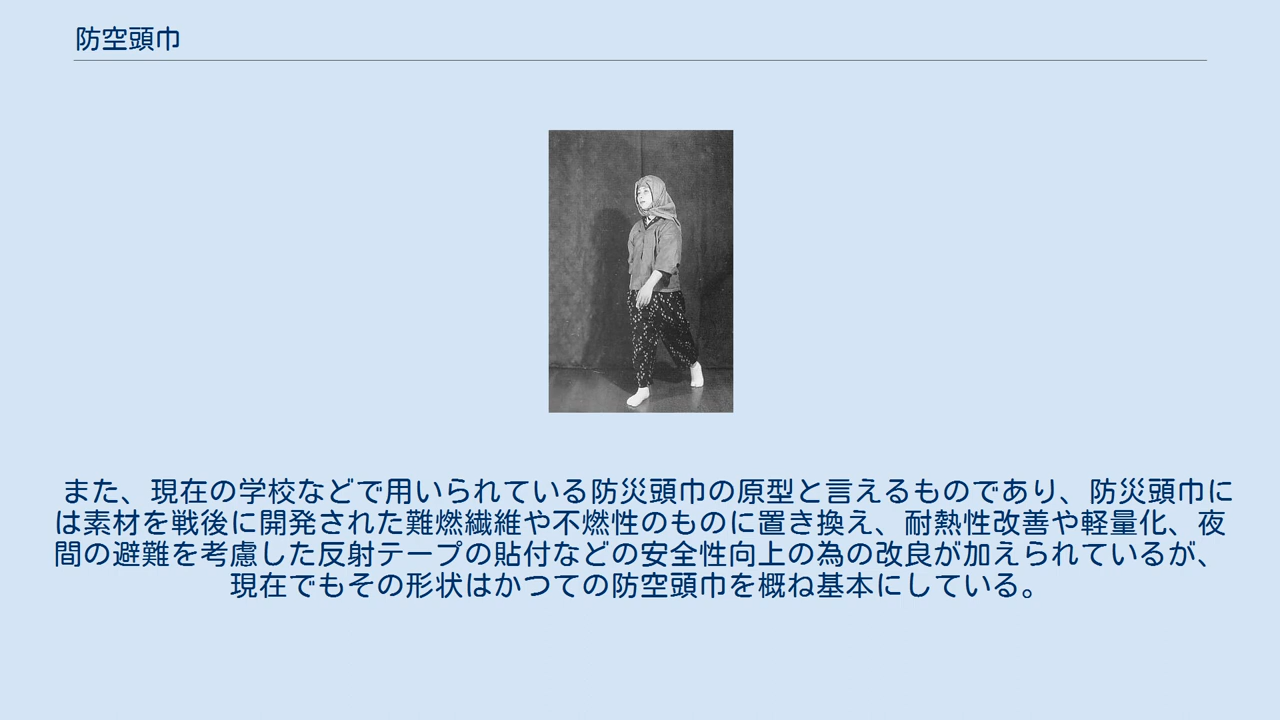 防空頭巾
また、現在の学校などで用いられている防災頭巾の原型と言えるものであり、防災頭巾に
は素材を戦後に開発された難燃繊維や不燃性のものに置き換え、耐熱性改善や軽量化、夜
間の避難を考慮した反射テープの貼付などの安全性向上の為の改良が加えられているが、
現在でもその形状はかつての防空頭巾を概ね基本にしている。